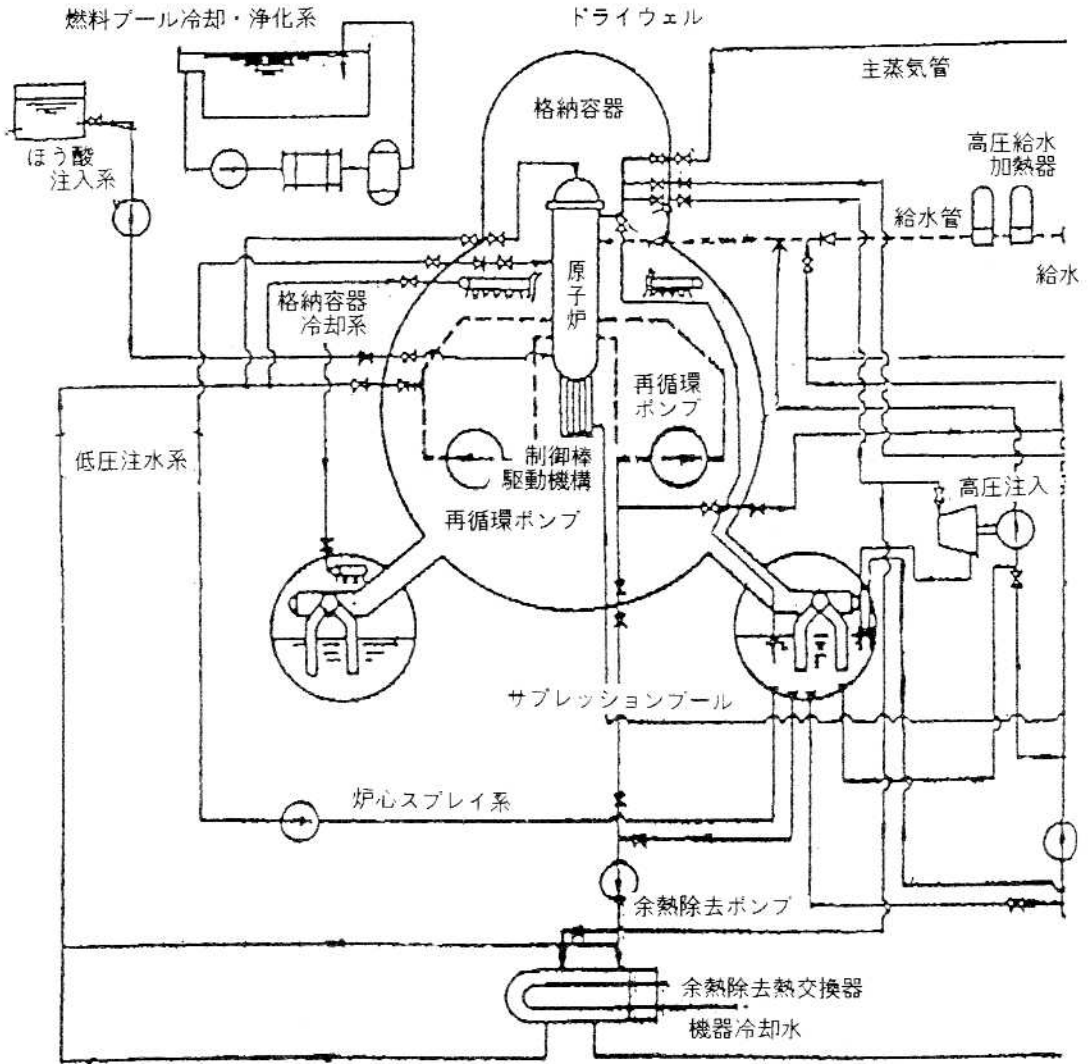 燃料プール冷却・浄化系
ドライウェル
主蒸気管
格納容器
ほう酸
注入系
高圧給水
加熱器
給水管
給水
原子炉
格納容器
冷却系
再循環
ポンプ
低圧注水系
制御棒
駆動機構
高圧注入
再循環ポンプ
サプレッションプール
炉心スプレイ系
余熱除去ポンプ
余熱除去熱交換器
機器冷却水